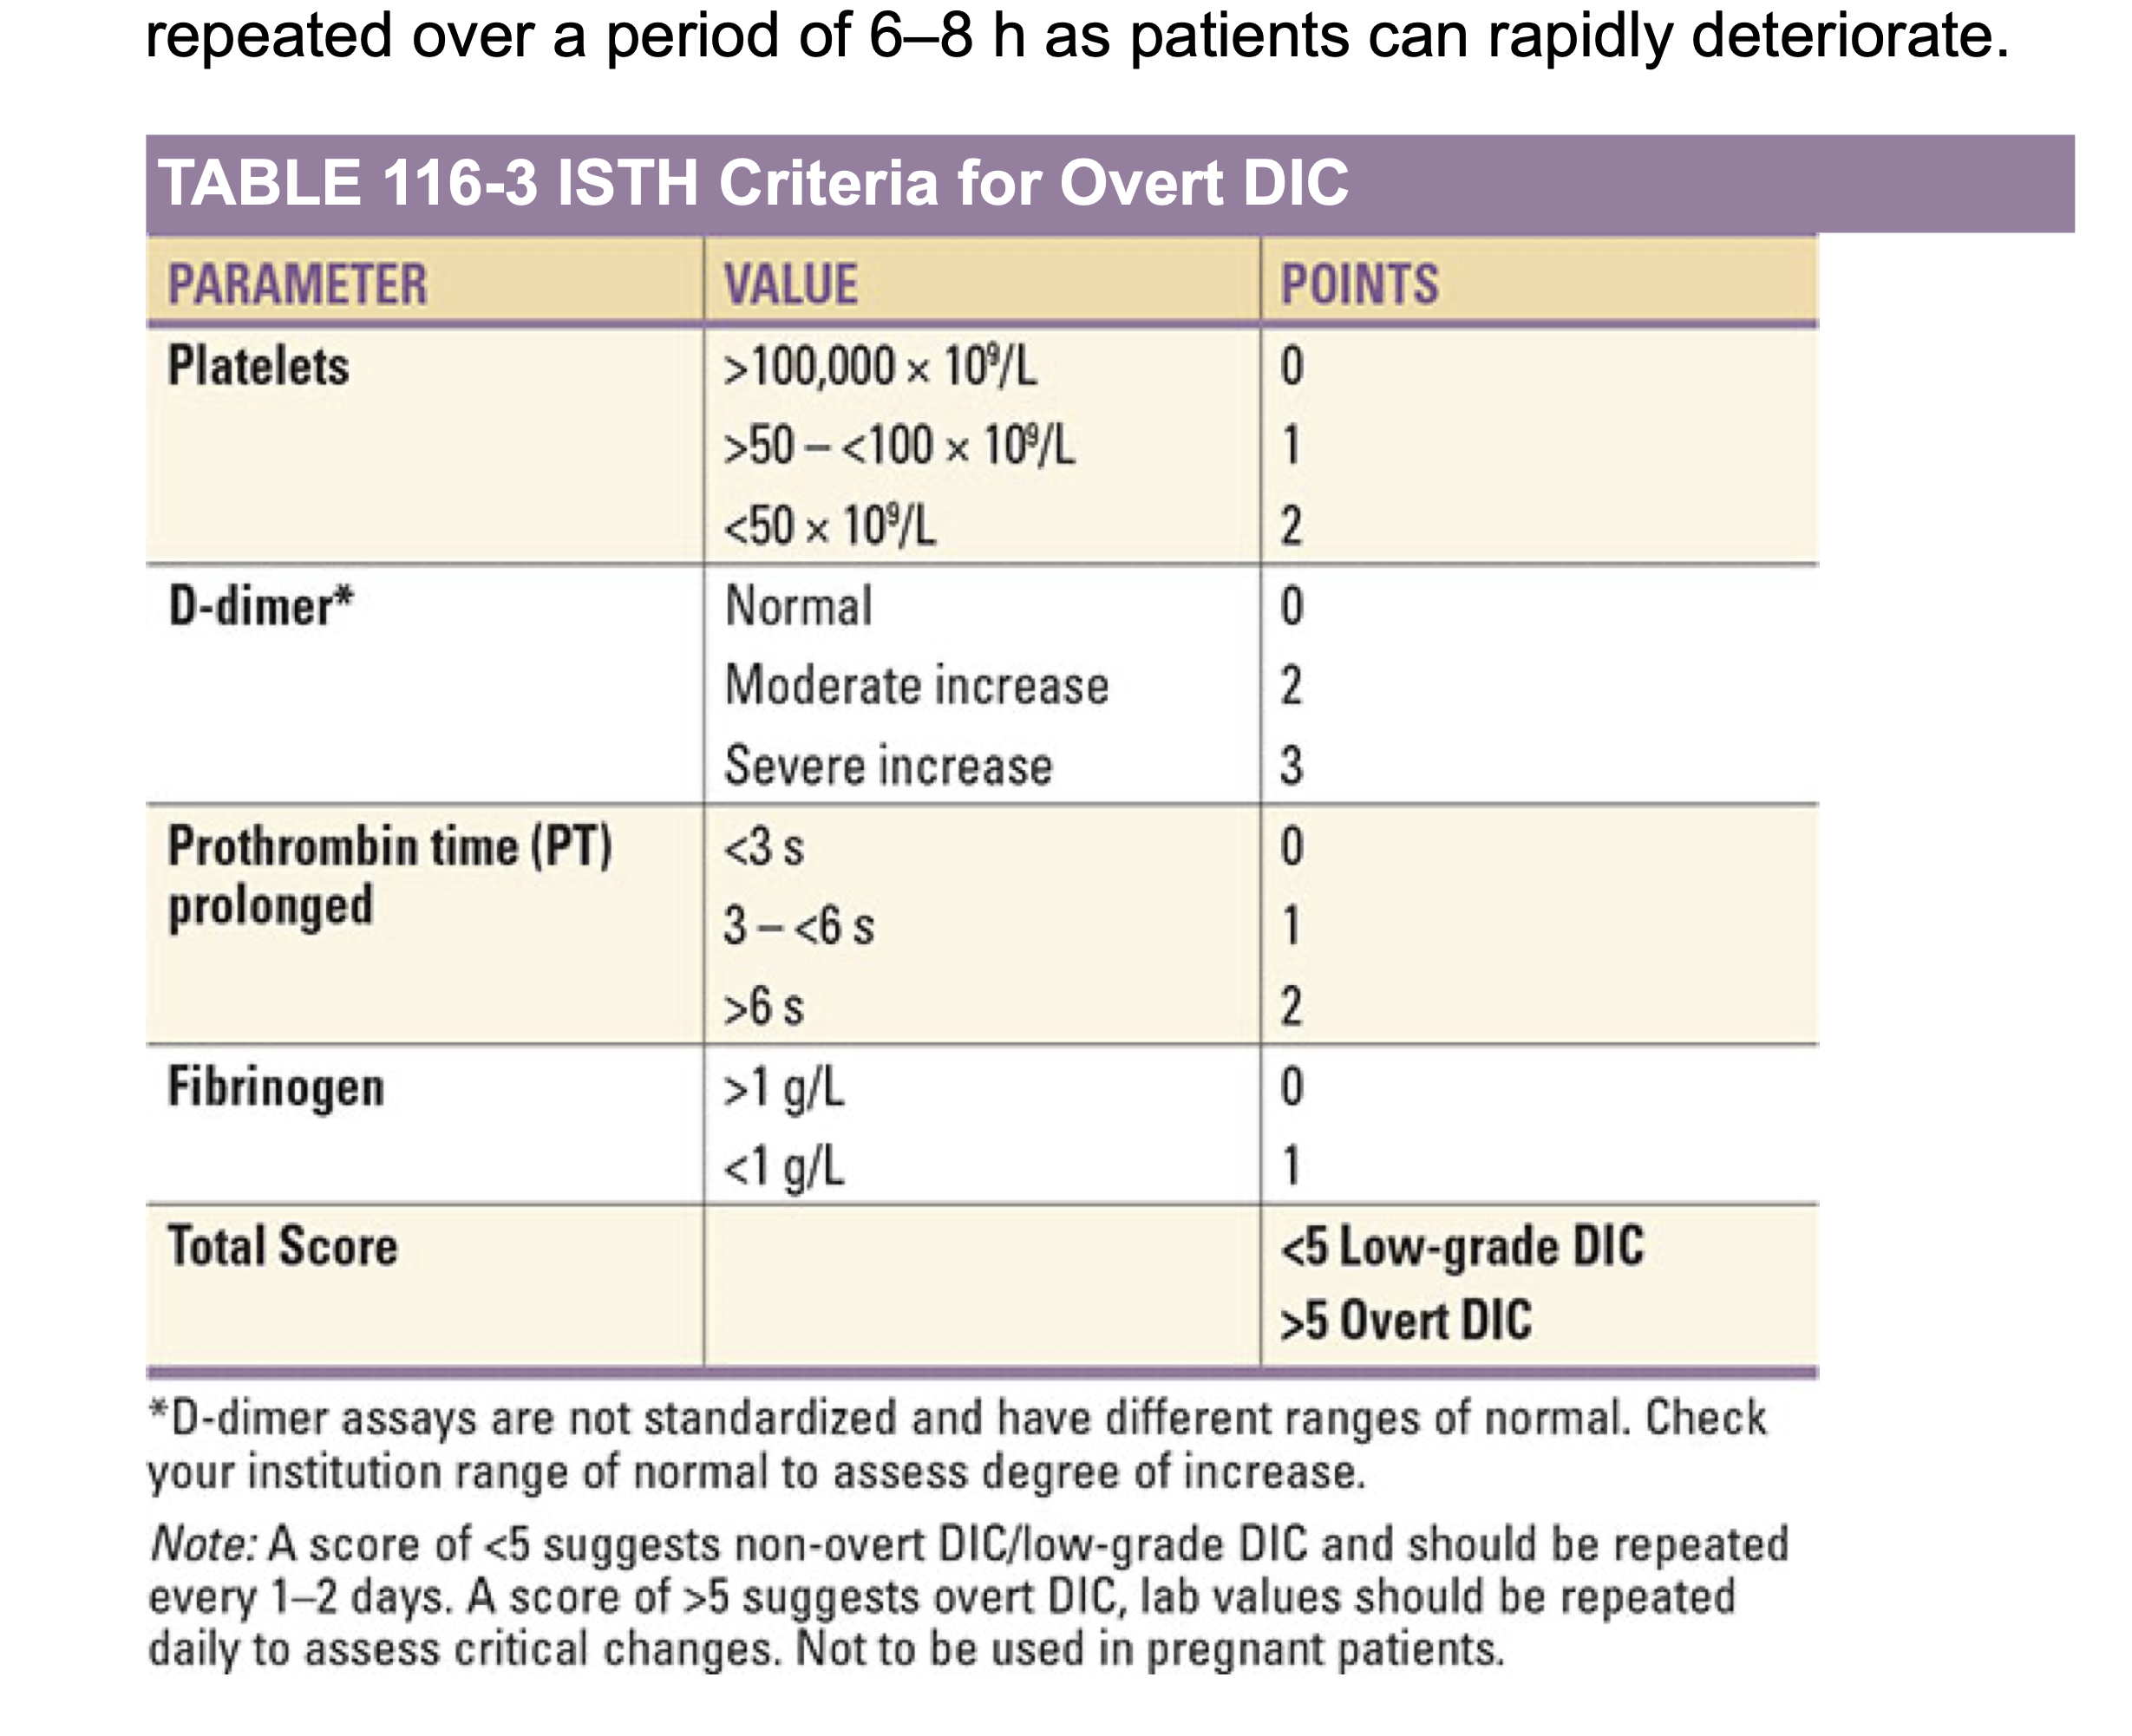 repeated over a period of 6–8 h as patients can rapidly deteriorate.
TABLE 116-3 ISTH Criteria for Overt DIC
PARAMETER VALUE POINTS
Platelets >100,000 × 10⁹/L 0
>50 – <100 × 10⁹/L 1
<50 × 10⁹/L 2
D-dimer* Normal 0
Moderate increase 2
Severe increase 3
Prothrombin time (PT) <3 s 0
prolonged
3 – <6 s 1
>6 s 2
Fibrinogen >1 g/L 0
<1 g/L 1
Total Score <5 Low-grade DIC
>5 Overt DIC
*D-dimer assays are not standardized and have different ranges of normal. Check
your institution range of normal to assess degree of increase.
Note: A score of <5 suggests non-overt DIC/low-grade DIC and should be repeated
every 1–2 days. A score of >5 suggests overt DIC, lab values should be repeated
daily to assess critical changes. Not to be used in pregnant patients.